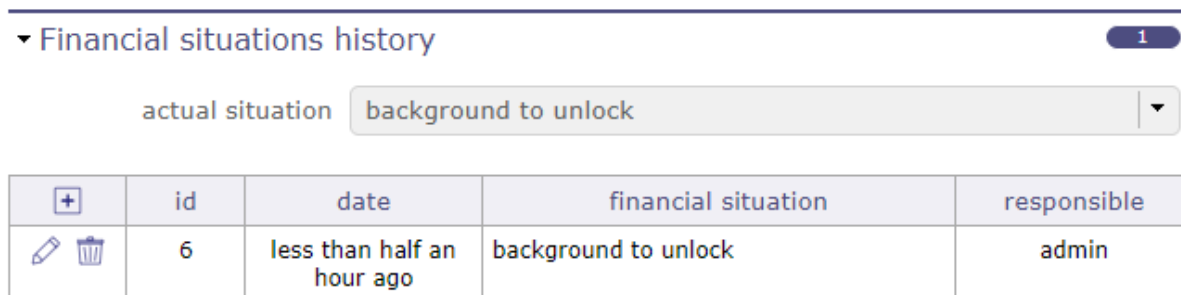 Financial situations history 1
actual situation background to unlock
id date financial situation responsible
6 less than half an hour ago background to unlock admin